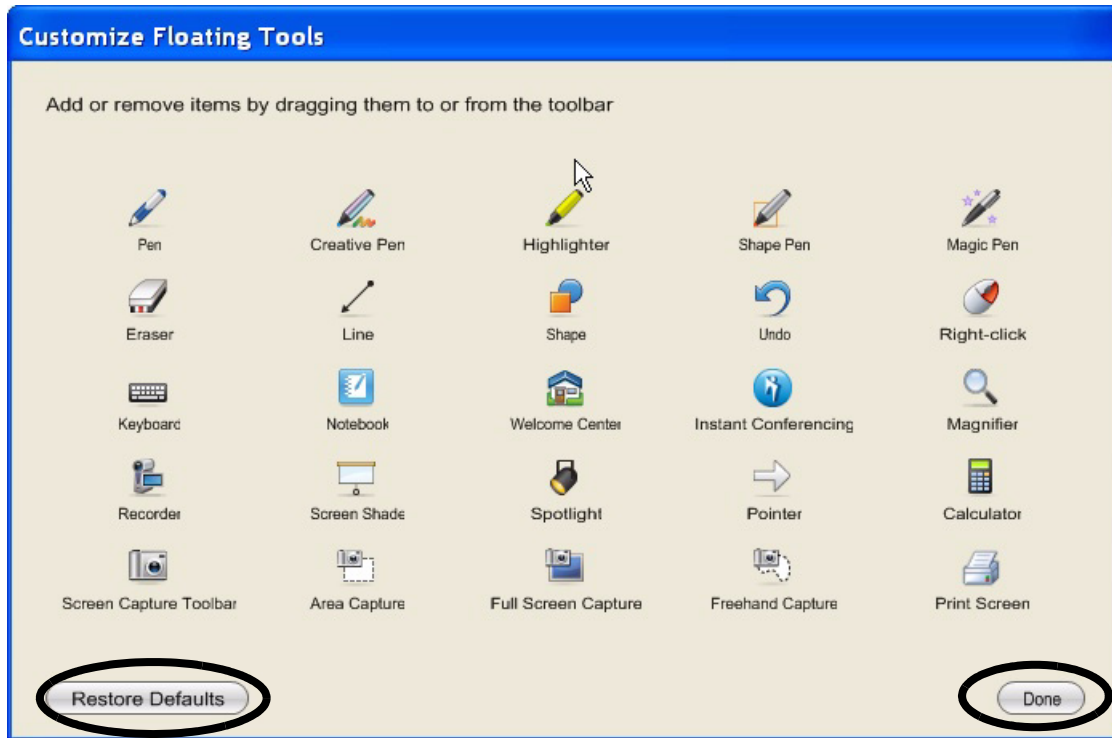 Customize Floating Tools
Add or remove items by dragging them to or from the toolbar
Pen Creative Pen Highlighter Shape Pen Magic Pen
Eraser Line Shape Undo Right-click
Keyboard Notebook Welcome Center Instant Conferencing Magnifier
Recorder Screen Shade Spotlight Pointer Calculator
Screen Capture Toolbar Area Capture Full Screen Capture Freehand Capture Print Screen
Restore Defaults Done